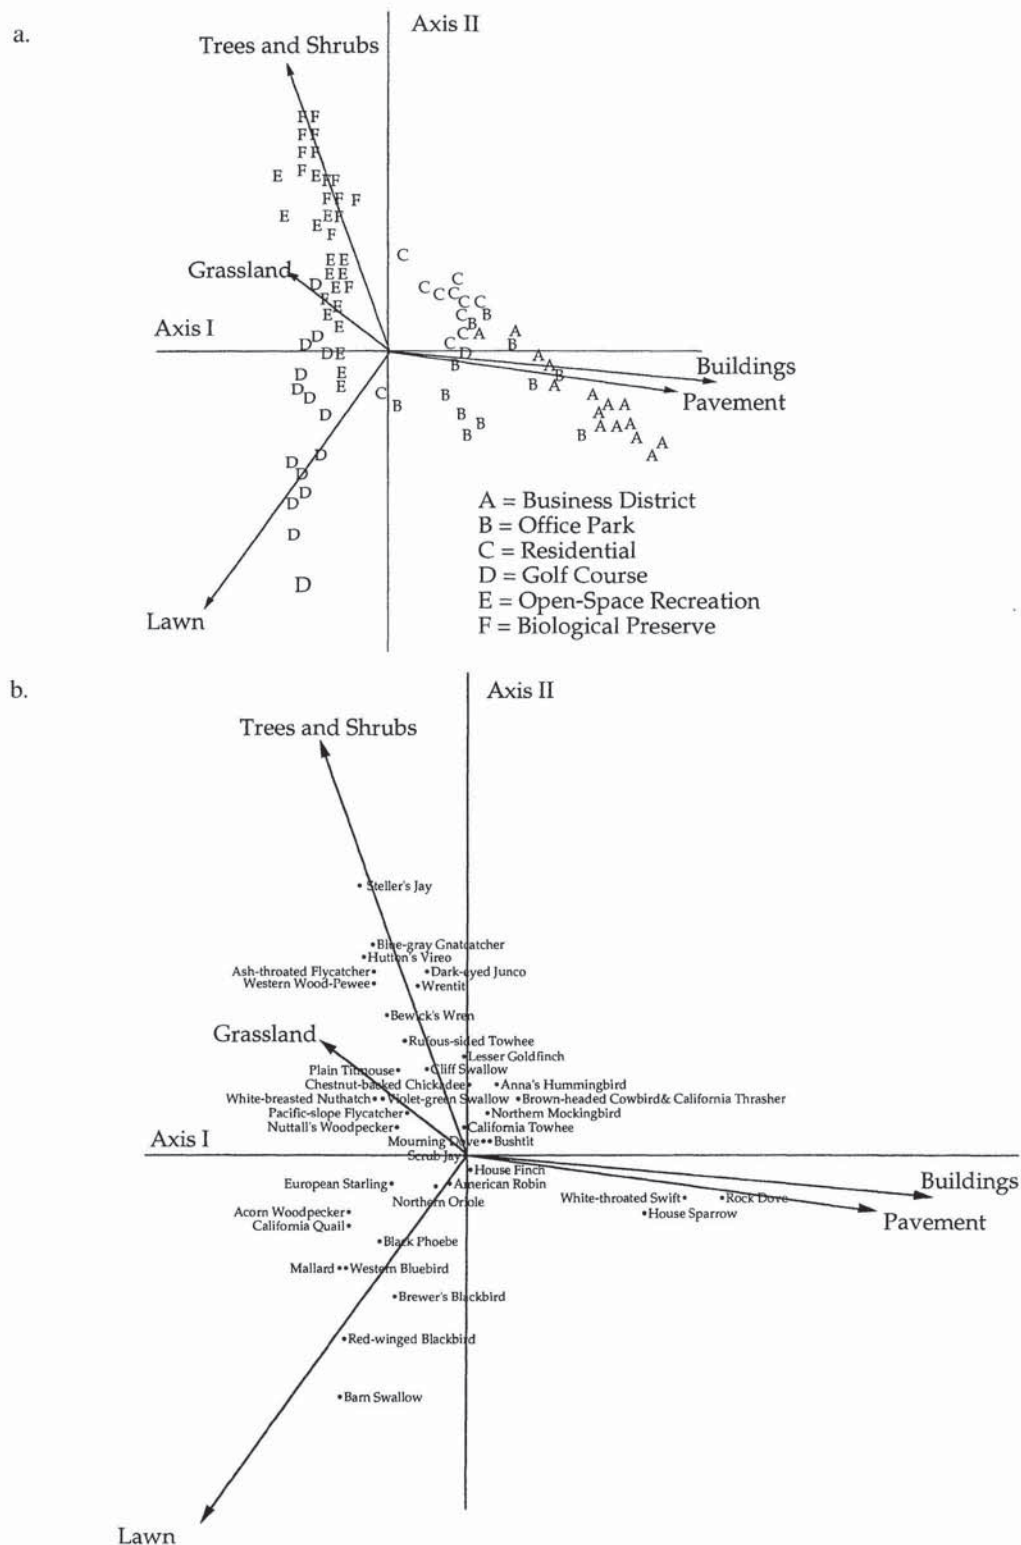 a.
Axis II
Trees and Shrubs
F F
F F
F F
E F E F F
F F F
E E E F
F
C
E E
Grassland
E E
D E F
C
C C C
F E
C C
E C B B
E
Axis I
D
D
C A A
C B
D E
D A
Buildings
B A
D E
B A B
D E
Pavement
D
C B
B
A
A A A
D
B
B
A A A
B
B A
A
A
D D
D
D
D
D
D
A = Business District
B = Office Park
C = Residential
D = Golf Course
E = Open-Space Recreation
F = Biological Preserve
Lawn
b.
Axis II
Trees and Shrubs
Steller's Jay
Blue-gray Gnatcatcher
Hutton's Vireo
Ash-throated Flycatcher
Dark-eyed Junco
Western Wood-Pewee
Wrentit
Bewick's Wren
Grassland
Rufous-sided Towhee
Lesser Goldfinch
Plain Titmouse
Cliff Swallow
Chestnut-backed Chickadee
Anna's Hummingbird
White-breasted Nuthatch
Violet-green Swallow
Brown-headed Cowbird& California Thrasher
Pacific-slope Flycatcher
Northern Mockingbird
Nuttall's Woodpecker
California Towhee
Axis I
Mourning Dove
Bushtit
Scrub Jay
House Finch
Buildings
European Starling
American Robin
Northern Oriole
White-throated Swift
Rock Dove
Acorn Woodpecker
House Sparrow
Pavement
California Quail
Black Phoebe
Mallard
Western Bluebird
Brewer's Blackbird
Red-winged Blackbird
Barn Swallow
Lawn